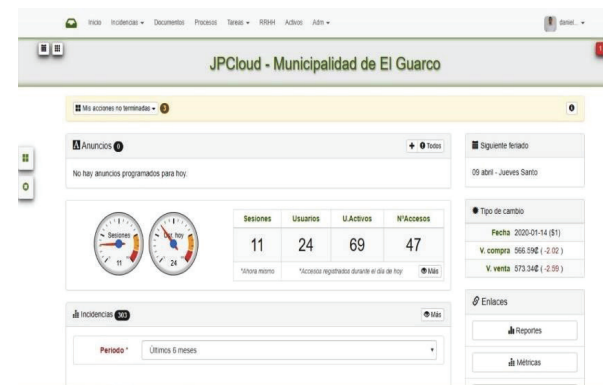 Inicio Incidencias Documentos Procesos Tareas RRHH Activos Adm daniel...
JPCloud - Municipalidad de El Guarco
Mis acciones no terminadas 3
Anuncios 0 Todos
No hay anuncios programados para hoy.
Siguiente feriado
09 abril - Jueves Santo
Sesiones 11
Usr. hoy 24
Sesiones Usuarios U.Activos NºAccesos
11 24 69 47
*Ahora mismo *Accesos registrados durante el día de hoy Más
Tipo de cambio
Fecha 2020-01-14 ($1)
V. compra 566.59₡ ( -2.02 )
V. venta 573.34₡ ( -2.59 )
Incidencias 303 Más
Periodo * Últimos 6 meses
Enlaces
Reportes
Métricas